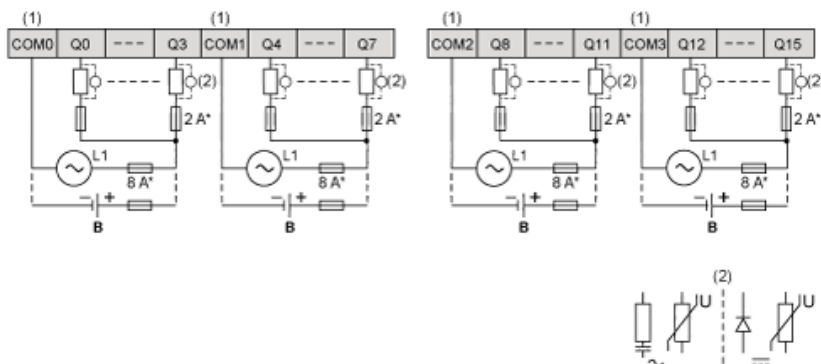 (1) (1) (1) (1)
COM0 Q0 --- Q3 COM1 Q4 --- Q7 COM2 Q8 --- Q11 COM3 Q12 --- Q15
(2) (2) (2) (2
2 A* 2 A* 2 A* 2 A*
L1 L1 L1 L1
8 A* 8 A* 8 A* 8 A*
− + − + − + − +
B B B B
(2)
U U